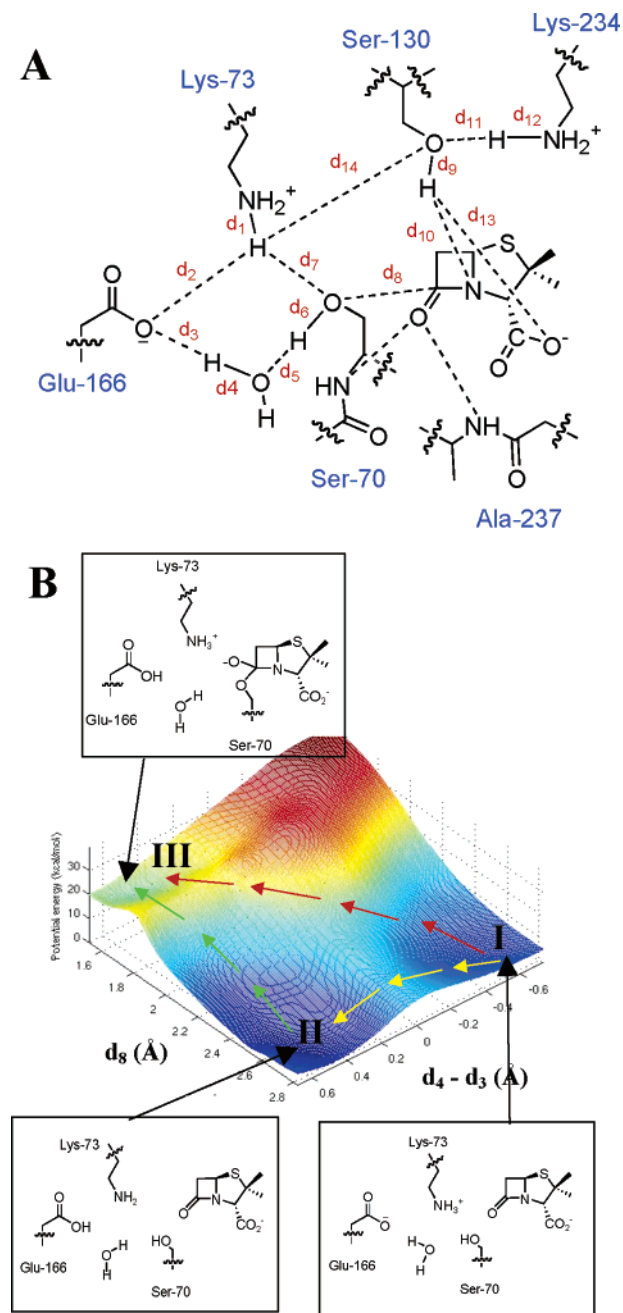 A
Ser-130
Lys-234
Lys-73
d11
d12
O
H
NH2+
d14
d9
NH2+
H
d1
H
d13
d10
S
O
d2
d7
d8
N
O
O
O
d3
d6
H
O-
C
O
O-
H
d4
O
d5
H
HN
O
Glu-166
Ser-70
HN
O
Ala-237
B
Lys-73
NH3+
O
OH
-O
S
N
O
CO2-
O
H
H
Glu-166
Ser-70
Potential energy (kcal/mol)
30
20
10
0
III
I
II
1.6
1.8
2
2.2
2.4
2.6
2.8
d8 (Å)
0.6
0.4
0.2
0
-0.2
-0.4
-0.6
d4 - d3 (Å)
Lys-73
NH2
O
OH
O
H
H
HO
O
N
S
CO2-
Glu-166
Ser-70
Lys-73
NH3+
O
O-
H
O
H
HO
O
N
S
CO2-
Glu-166
Ser-70